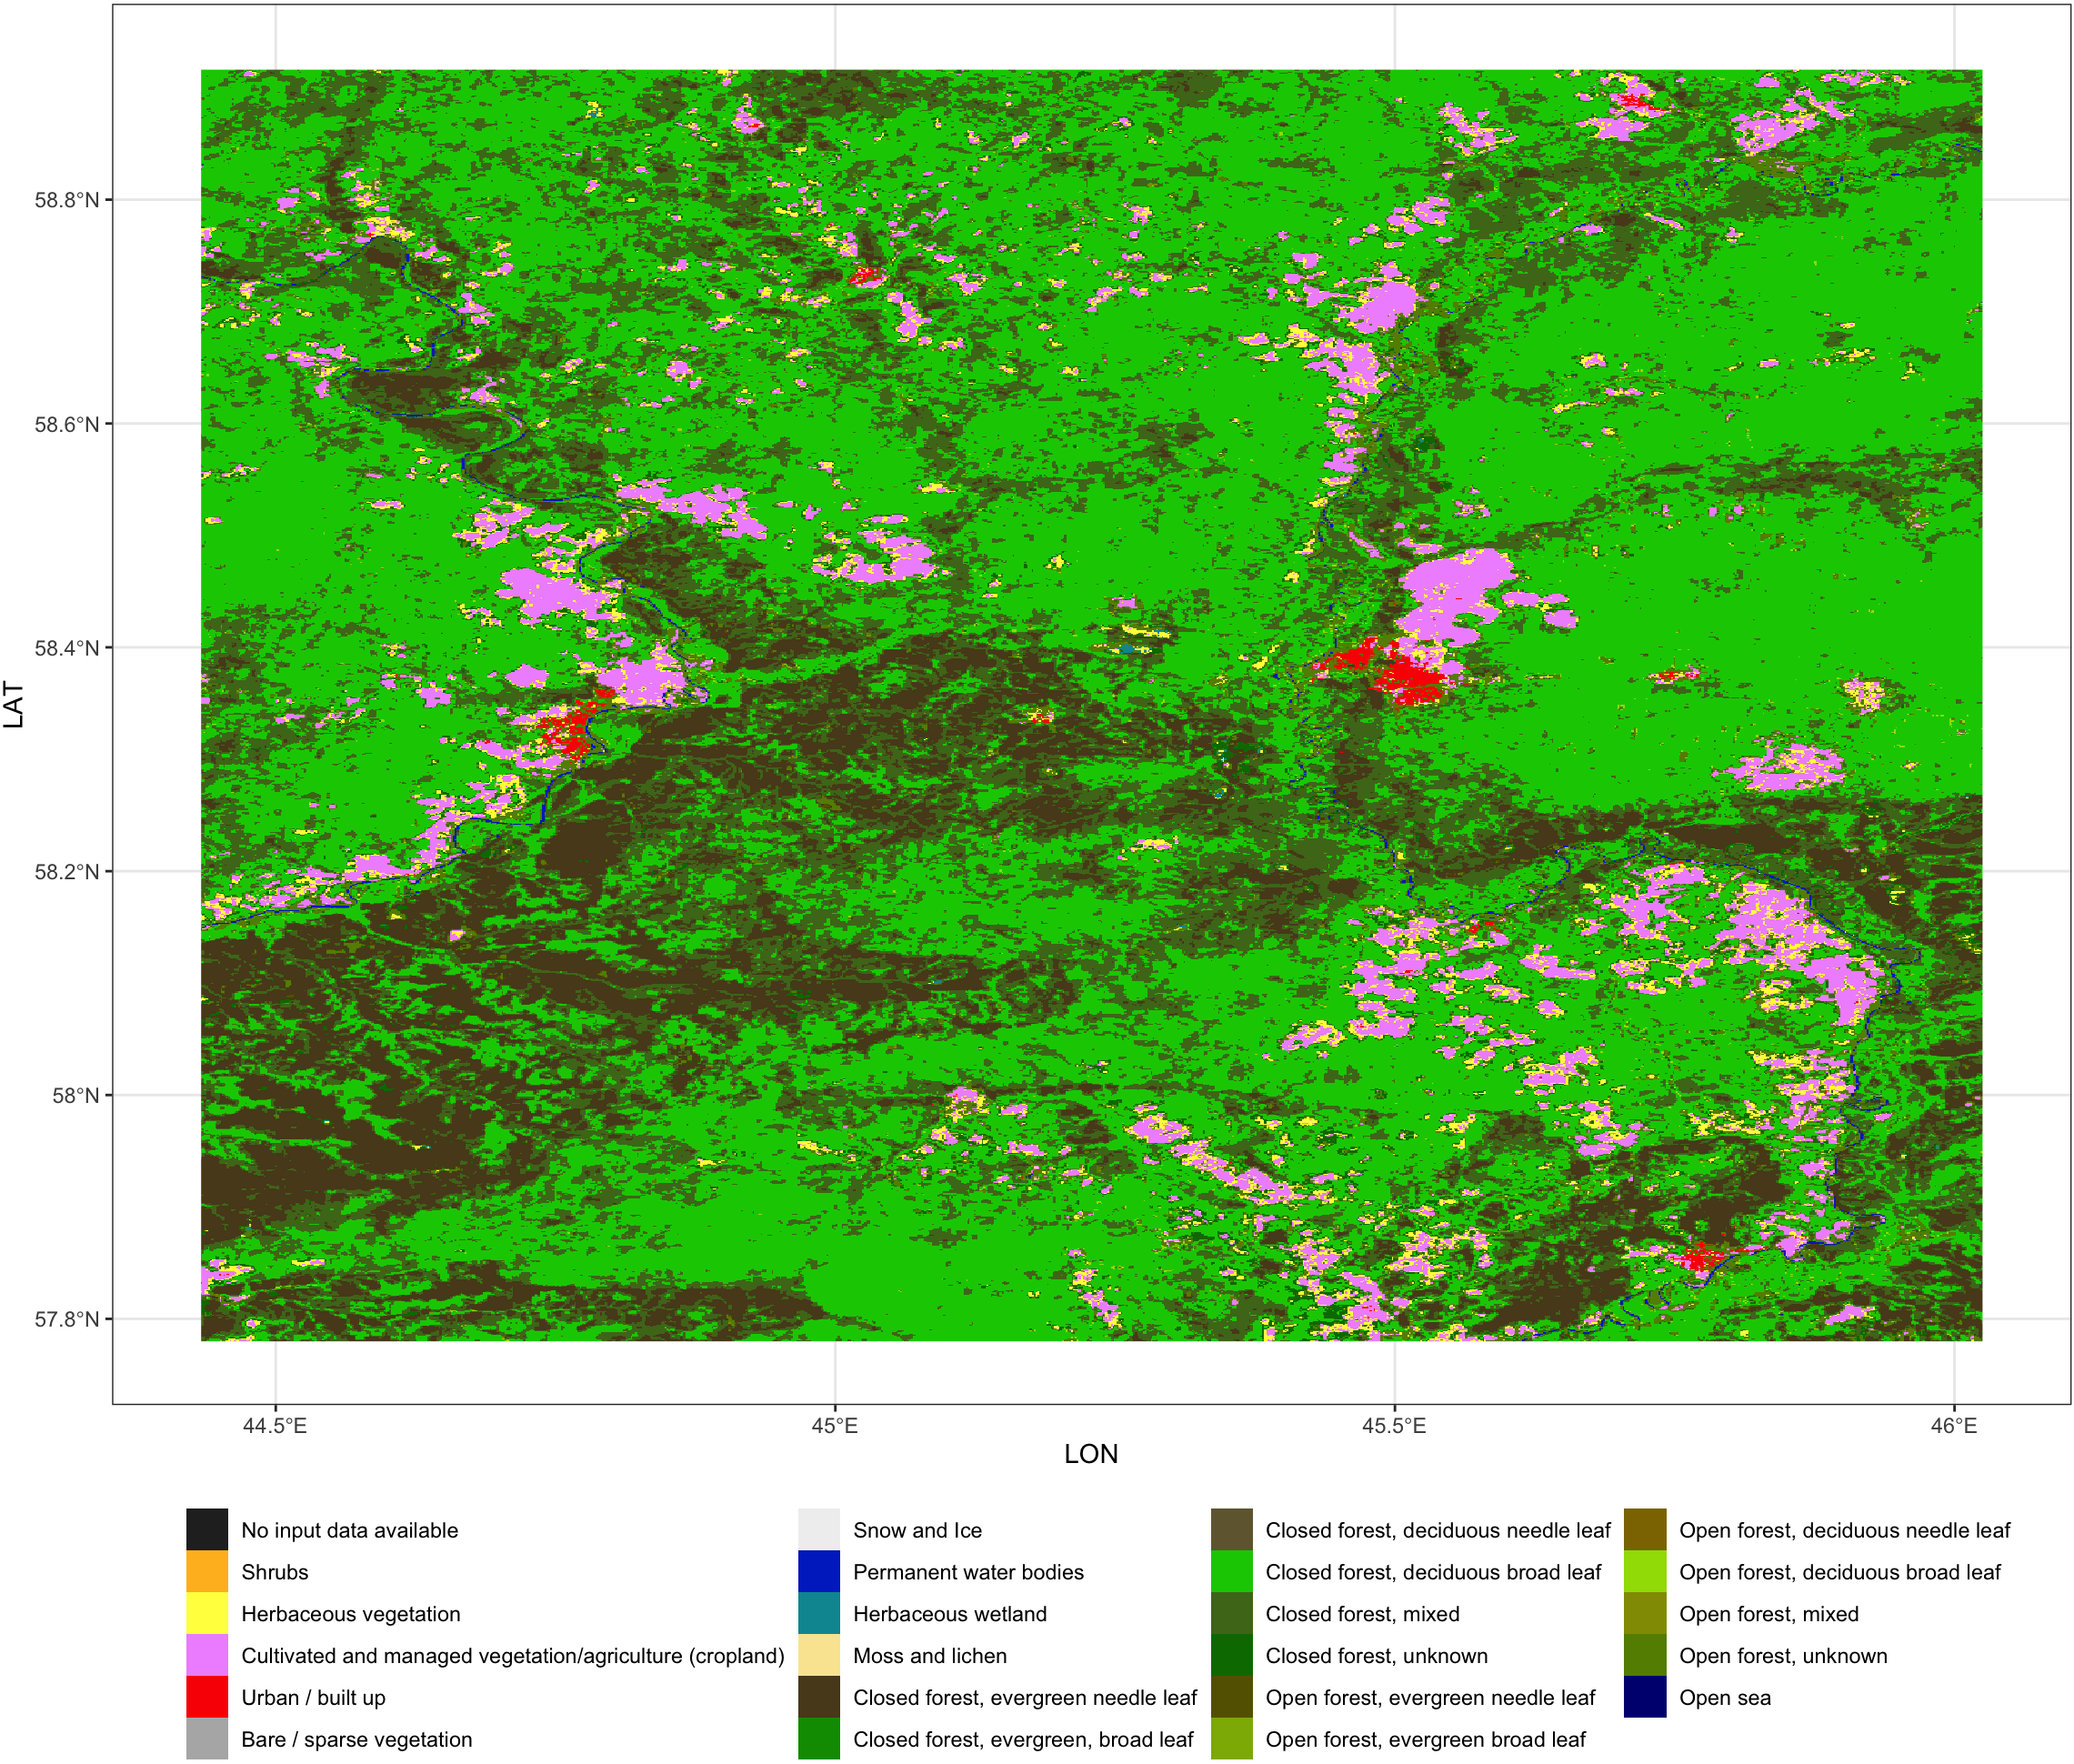 58.8°N
58.6°N
58.4°N
58.2°N
58°N
57.8°N
LAT
44.5°E
45°E
45.5°E
46°E
LON
No input data available
Shrubs
Herbaceous vegetation
Cultivated and managed vegetation/agriculture (cropland)
Urban / built up
Bare / sparse vegetation
Snow and Ice
Permanent water bodies
Herbaceous wetland
Moss and lichen
Closed forest, evergreen needle leaf
Closed forest, evergreen, broad leaf
Closed forest, deciduous needle leaf
Closed forest, deciduous broad leaf
Closed forest, mixed
Closed forest, unknown
Open forest, evergreen needle leaf
Open forest, evergreen broad leaf
Open forest, deciduous needle leaf
Open forest, deciduous broad leaf
Open forest, mixed
Open forest, unknown
Open sea